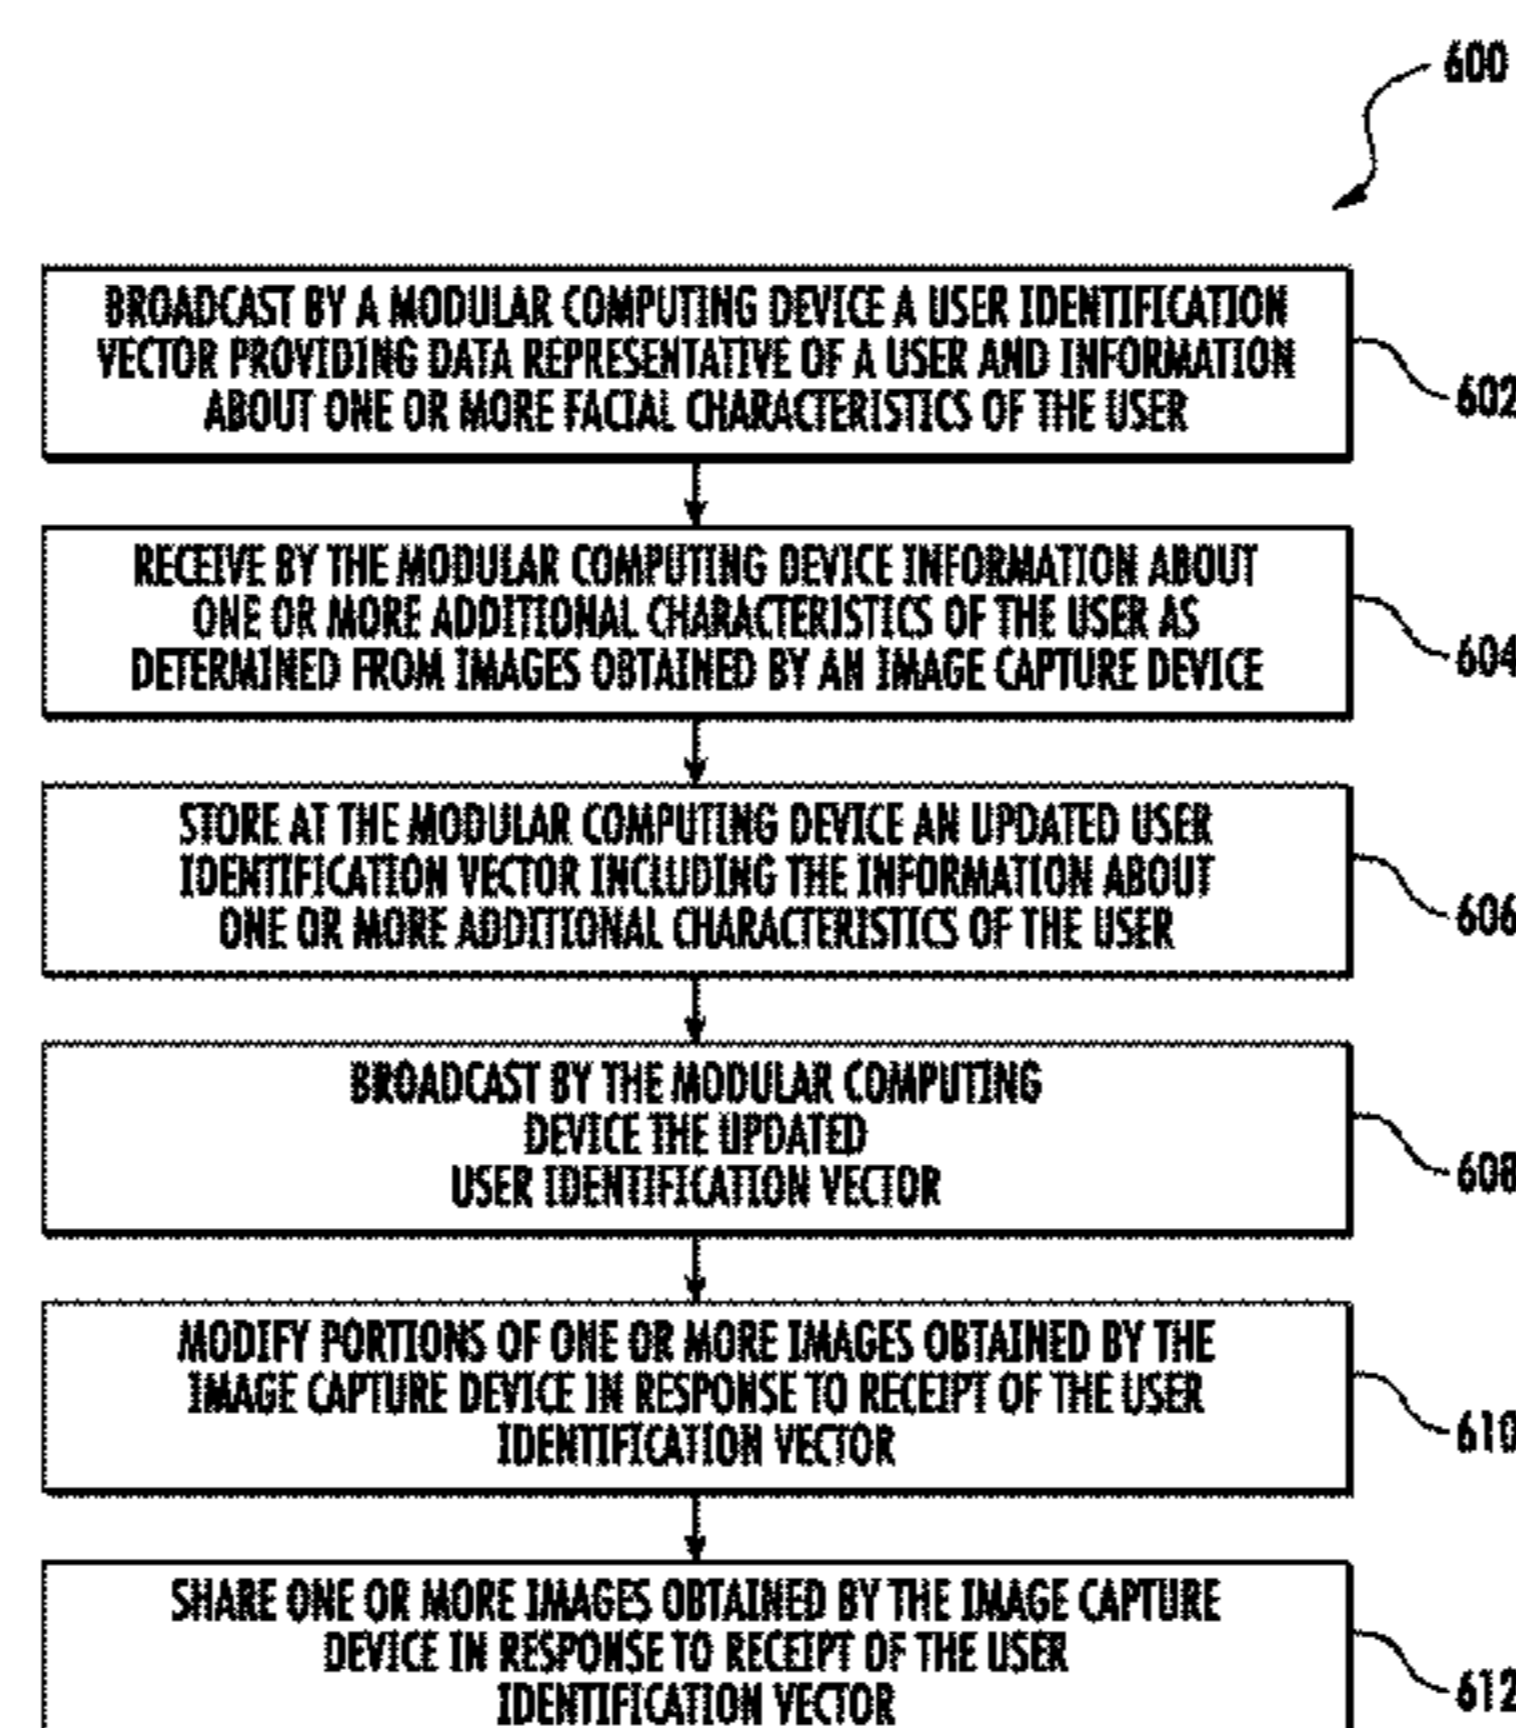 600
BROADCAST BY A MODULAR COMPUTING DEVICE A USER IDENTIFICATION
VECTOR PROVIDING DATA REPRESENTATIVE OF A USER AND INFORMATION
ABOUT ONE OR MORE FACIAL CHARACTERISTICS OF THE USER
602
RECEIVE BY THE MODULAR COMPUTING DEVICE INFORMATION ABOUT
ONE OR MORE ADDITIONAL CHARACTERISTICS OF THE USER AS
DETERMINED FROM IMAGES OBTAINED BY AN IMAGE CAPTURE DEVICE
604
STORE AT THE MODULAR COMPUTING DEVICE AN UPDATED USER
IDENTIFICATION VECTOR INCLUDING THE INFORMATION ABOUT
ONE OR MORE ADDITIONAL CHARACTERISTICS OF THE USER
606
BROADCAST BY THE MODULAR COMPUTING
DEVICE THE UPDATED
USER IDENTIFICATION VECTOR
608
MODIFY PORTIONS OF ONE OR MORE IMAGES OBTAINED BY THE
IMAGE CAPTURE DEVICE IN RESPONSE TO RECEIPT OF THE USER
IDENTIFICATION VECTOR
610
SHARE ONE OR MORE IMAGES OBTAINED BY THE IMAGE CAPTURE
DEVICE IN RESPONSE TO RECEIPT OF THE USER
IDENTIFICATION VECTOR
612